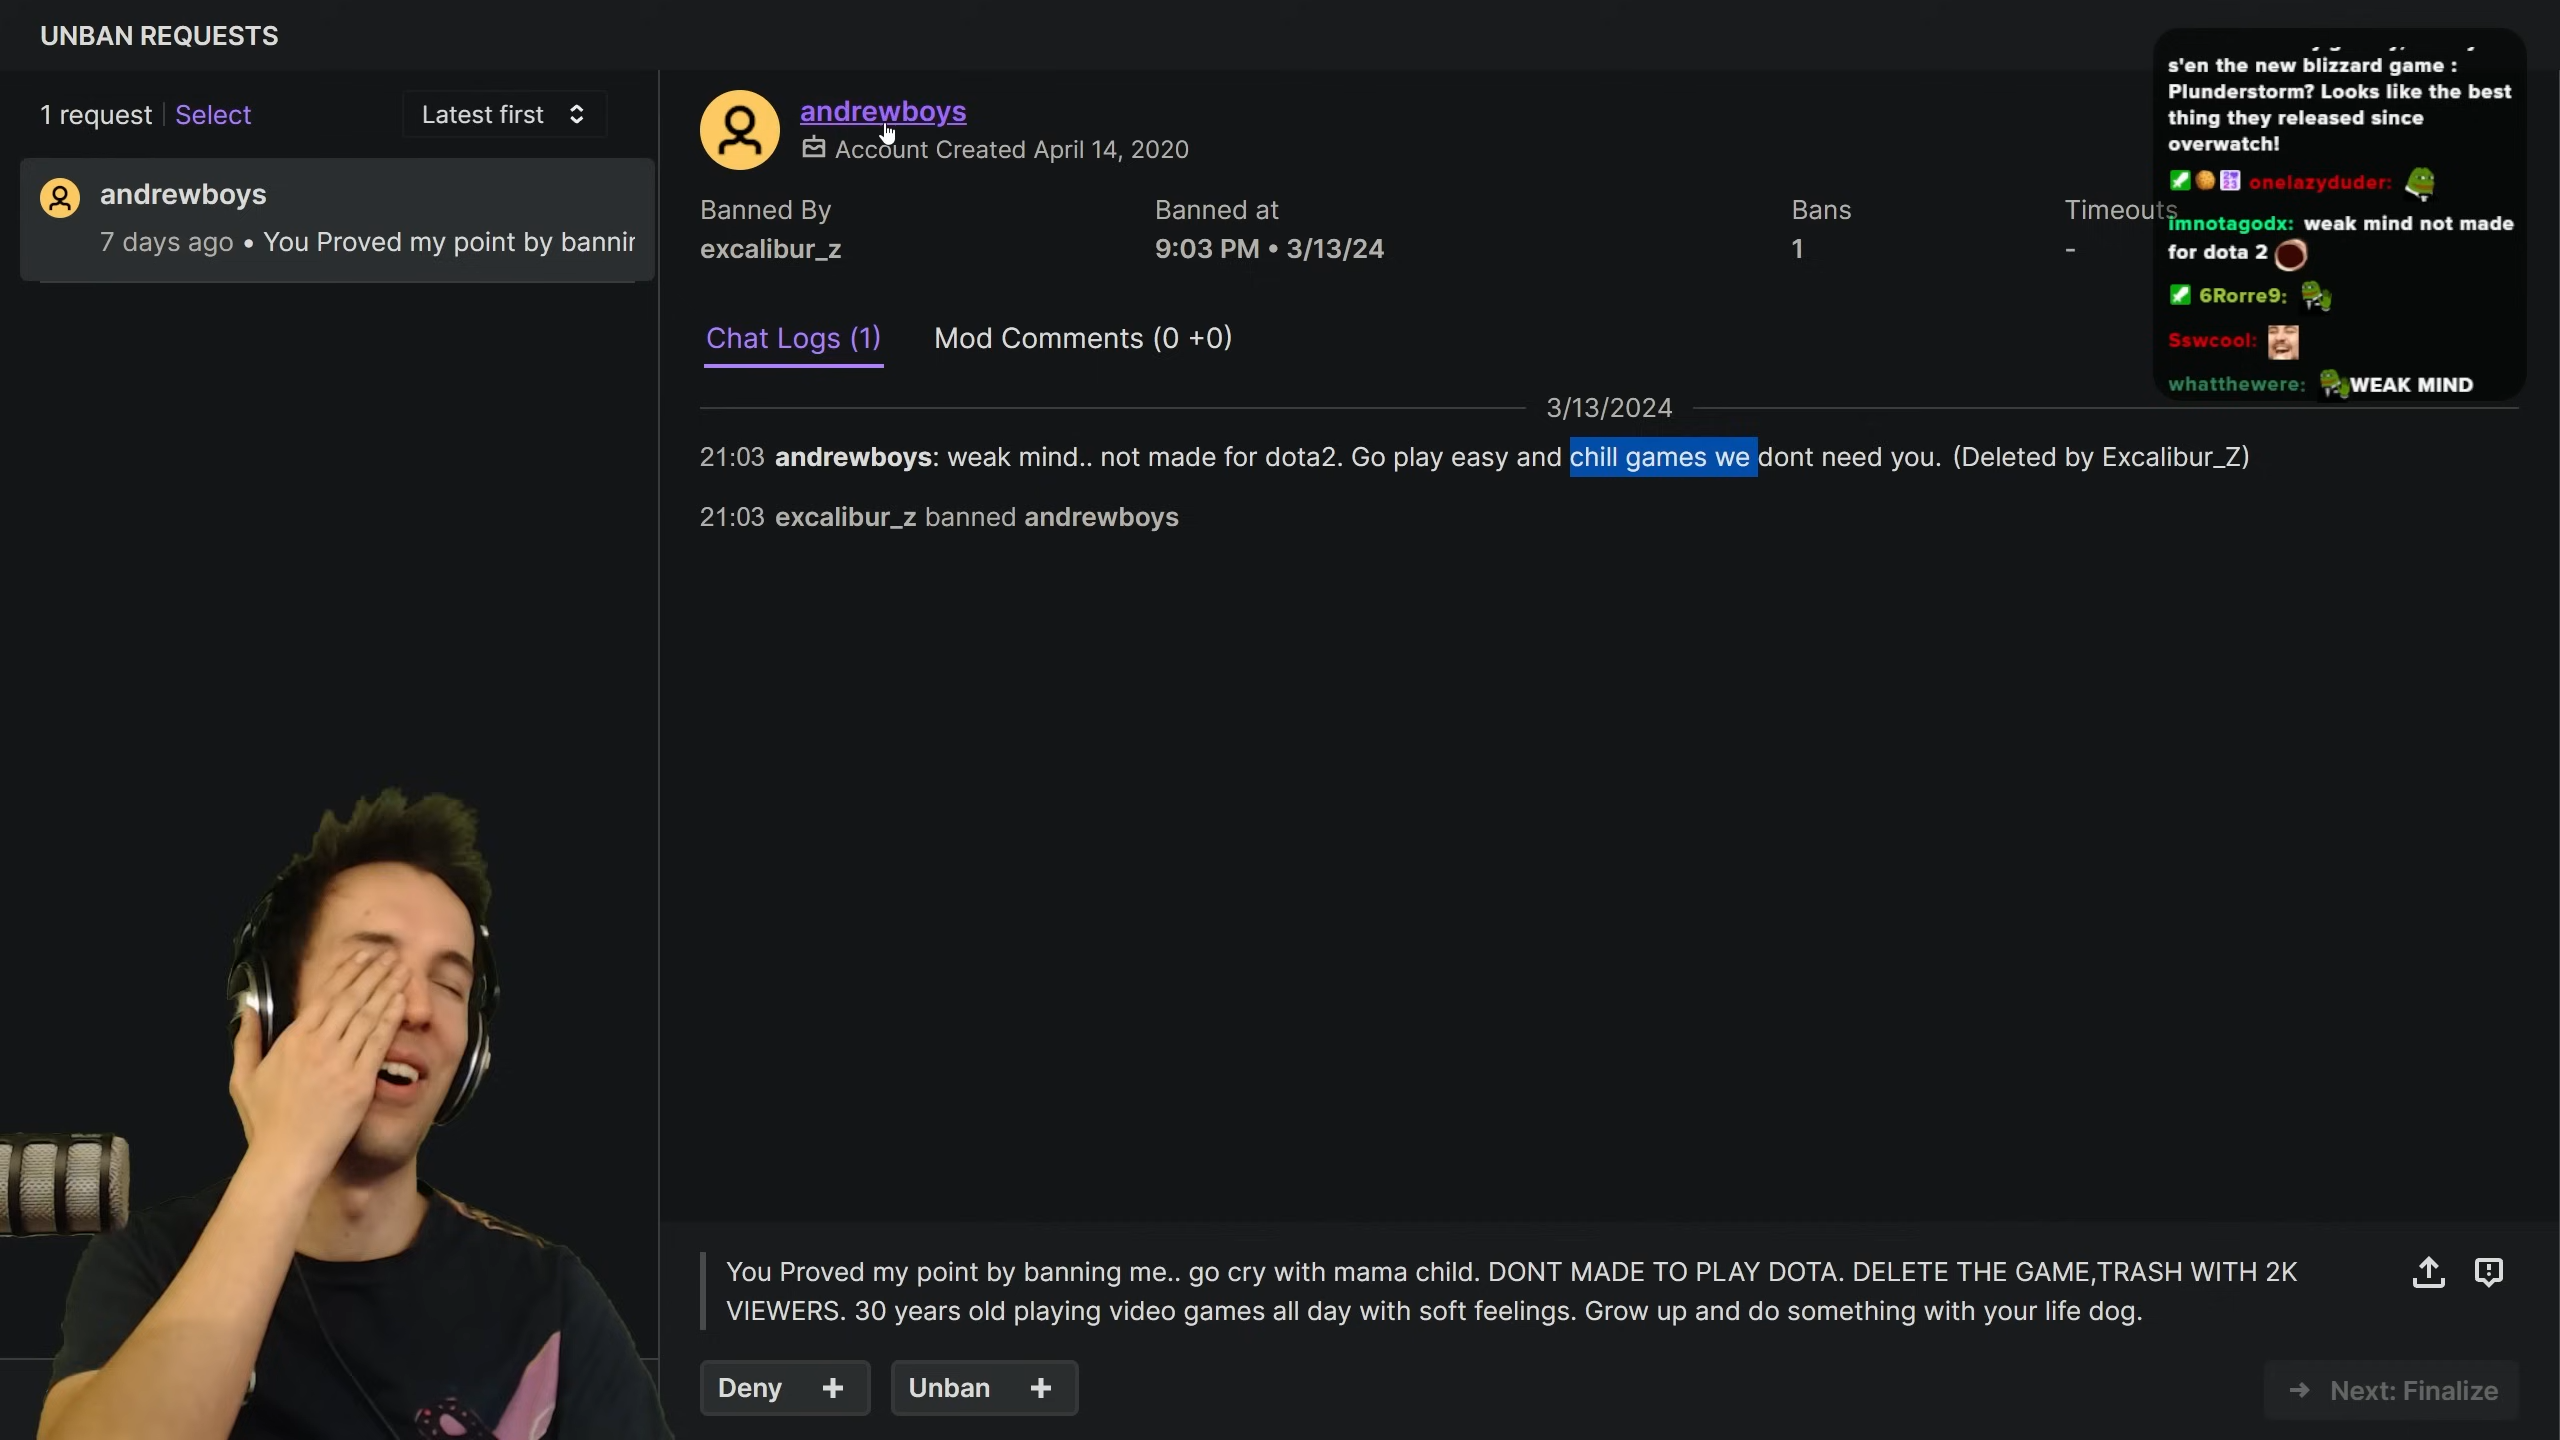 UNBAN REQUESTS
1 request
Select
Latest first
andrewboys
7 days ago • You Proved my point by bannin
andrewboys
Account Created April 14, 2020
Banned By
excalibur_z
Banned at
9:03 PM • 3/13/24
Bans
1
Timeouts
-
Chat Logs (1)
Mod Comments (0 +0)
3/13/2024
21:03 andrewboys: weak mind.. not made for dota2. Go play easy and chill games we dont need you. (Deleted by Excalibur_Z)
21:03 excalibur_z banned andrewboys
s'en the new blizzard game :
Plunderstorm? Looks like the best
thing they released since
overwatch!
onelazyduder:
imnotagodx: weak mind not made
for dota 2
6Rorre9:
Sswcool:
whatthewere: WEAK MIND
You Proved my point by banning me.. go cry with mama child. DONT MADE TO PLAY DOTA. DELETE THE GAME,TRASH WITH 2K
VIEWERS. 30 years old playing video games all day with soft feelings. Grow up and do something with your life dog.
Deny +
Unban +
Next: Finalize